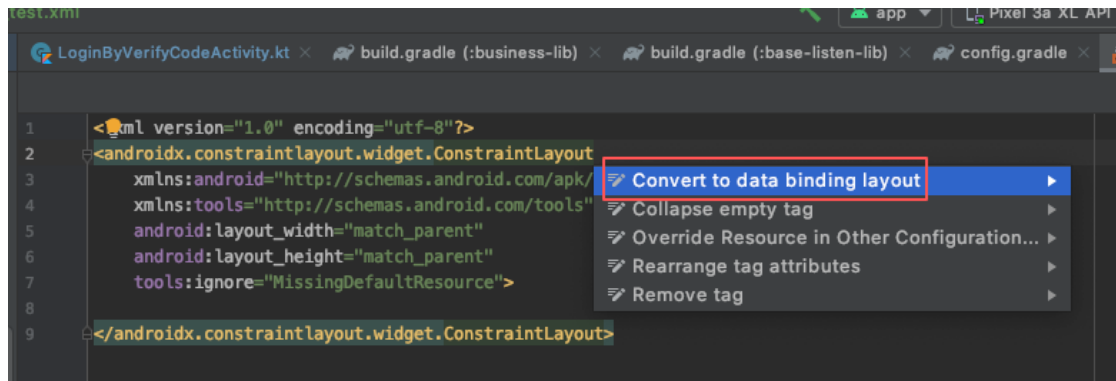 test.xml
app
Pixel 3a XL API
LoginByVerifyCodeActivity.kt
build.gradle (:business-lib)
build.gradle (:base-listen-lib)
config.gradle
1 <?xml version="1.0" encoding="utf-8"?>
2 <androidx.constraintlayout.widget.ConstraintLayout
3 xmlns:android="http://schemas.android.com/apk/
4 xmlns:tools="http://schemas.android.com/tools"
5 android:layout_width="match_parent"
6 android:layout_height="match_parent"
7 tools:ignore="MissingDefaultResource">
8
9 </androidx.constraintlayout.widget.ConstraintLayout>
Convert to data binding layout
Collapse empty tag
Override Resource in Other Configuration...
Rearrange tag attributes
Remove tag